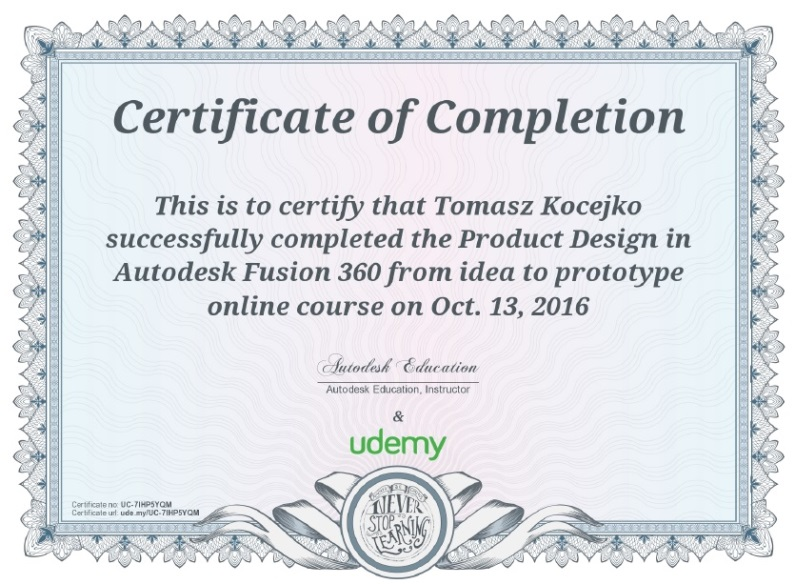 Certificate of Completion
This is to certify that Tomasz Kocejko
successfully completed the Product Design in
Autodesk Fusion 360 from idea to prototype
online course on Oct. 13, 2016
Autodesk Education
Autodesk Education, Instructor
&
udemy
Certificate no: UC-7IHP5YQM
Certificate url: ude.my/UC-7IHP5YQM
NEVER
STOP
LEARNING